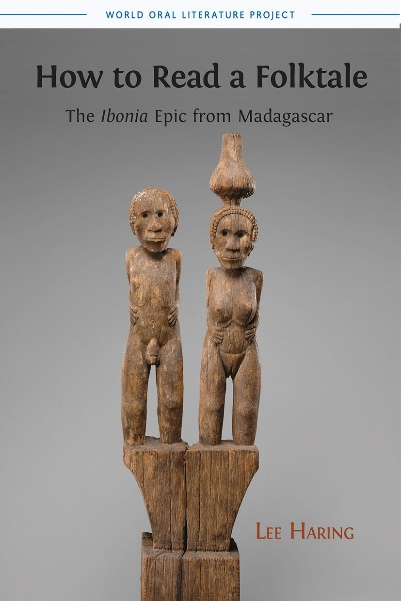 WORLD ORAL LITERATURE PROJECT
How to Read a Folktale
The Ibonia Epic from Madagascar
LEE HARING